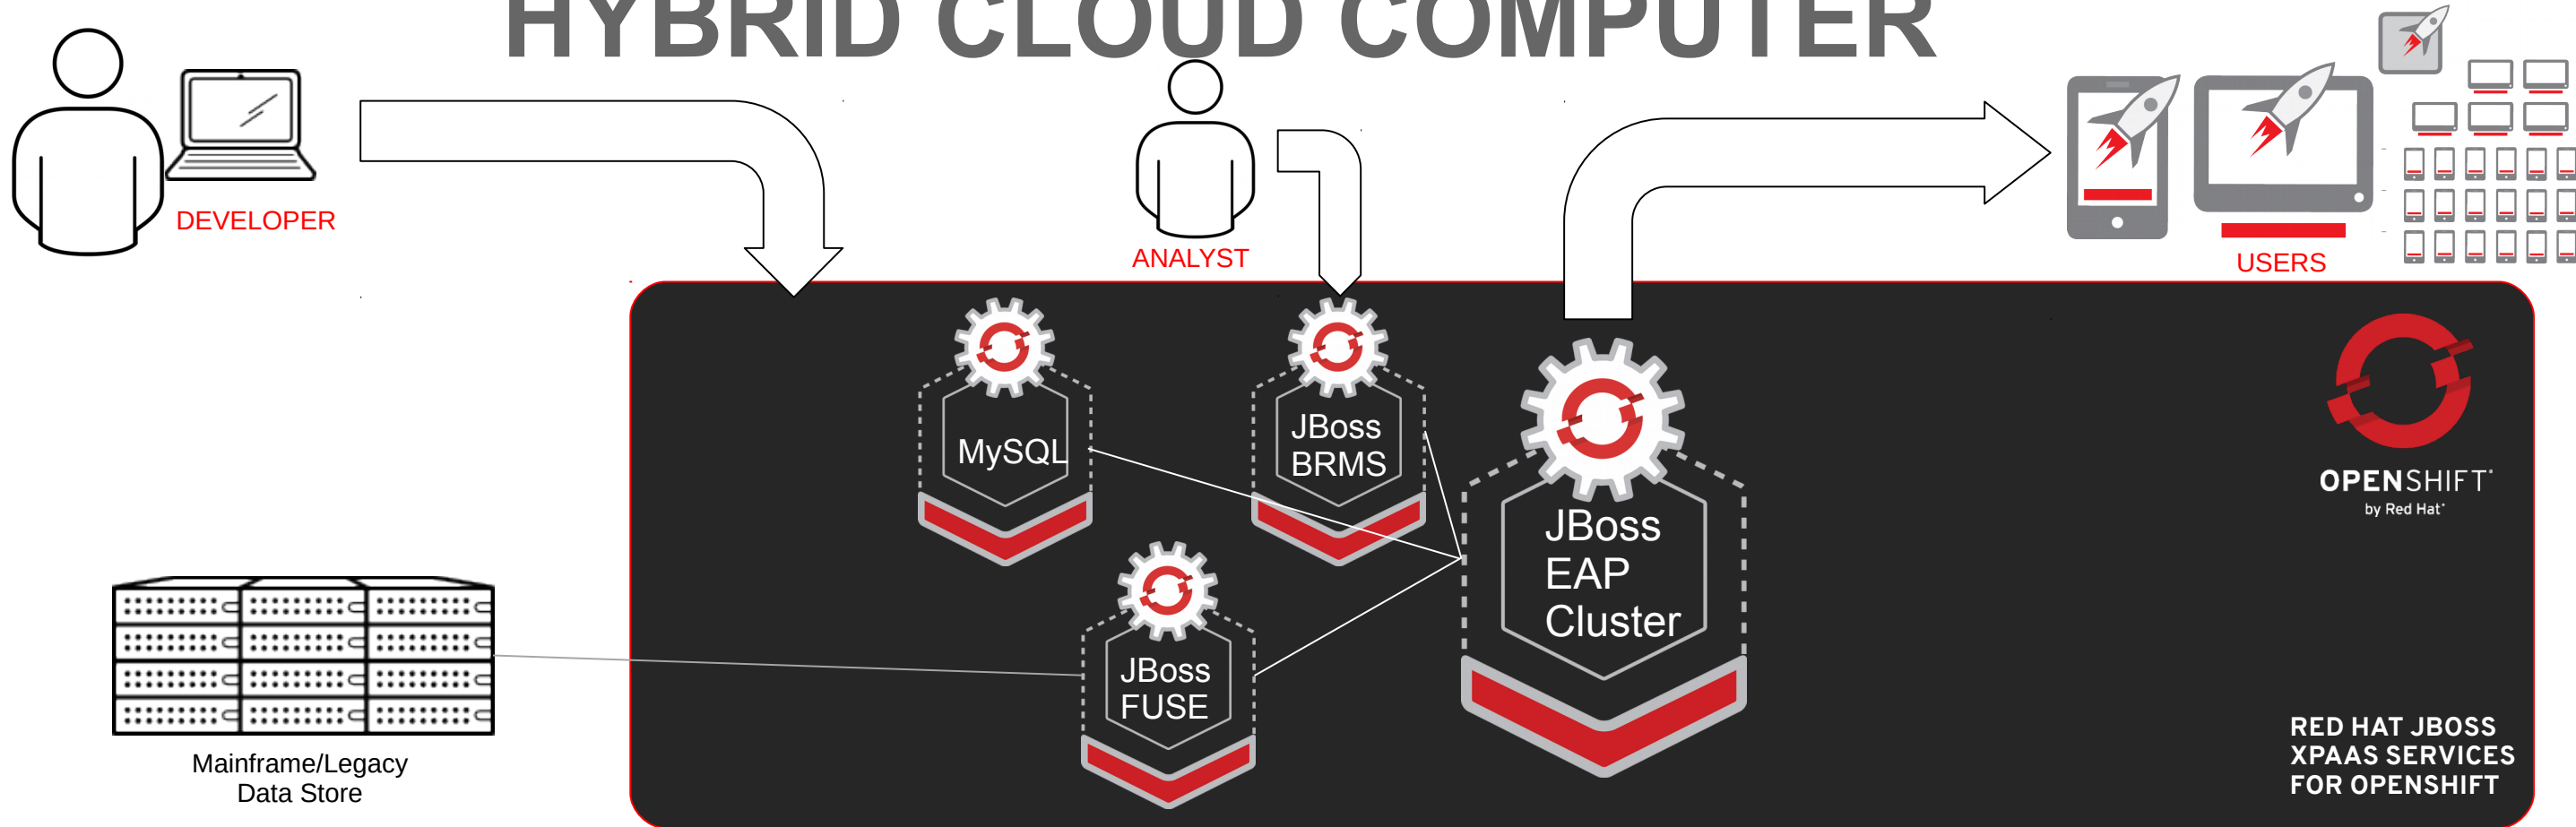 HYBRID CLOUD COMPUTER
DEVELOPER
ANALYST
USERS
MySQL
JBoss
BRMS
JBoss
EAP
Cluster
JBoss
FUSE
OPENSHIFT
by Red Hat
Mainframe/Legacy
Data Store
RED HAT JBOSS
XPAAS SERVICES
FOR OPENSHIFT